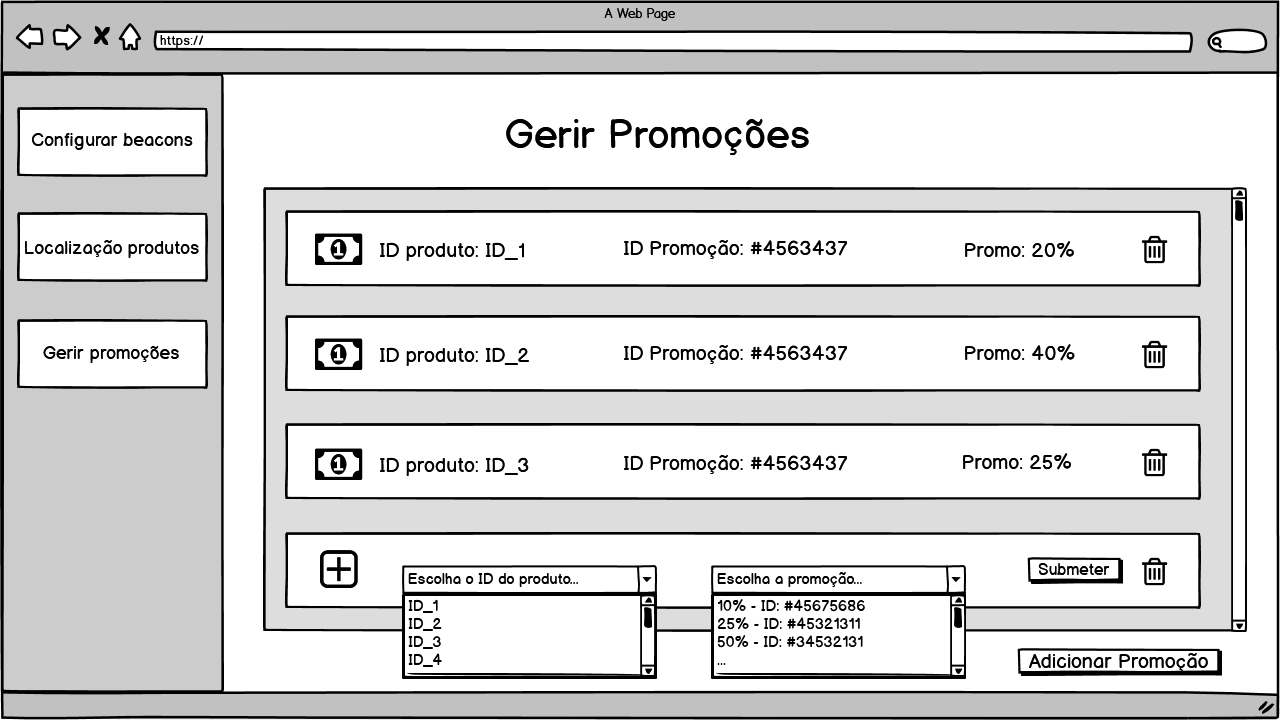 A Web Page
https://
Configurar beacons
Localização produtos
Gerir promoções
Gerir Promoções
1 ID produto: ID_1 ID Promoção: #4563437 Promo: 20%
1 ID produto: ID_2 ID Promoção: #4563437 Promo: 40%
1 ID produto: ID_3 ID Promoção: #4563437 Promo: 25%
Escolha o ID do produto... Escolha a promoção... Submeter
ID_1
ID_2
ID_3
ID_4
10% - ID: #45675686
25% - ID: #45321311
50% - ID: #34532131
...
Adicionar Promoção